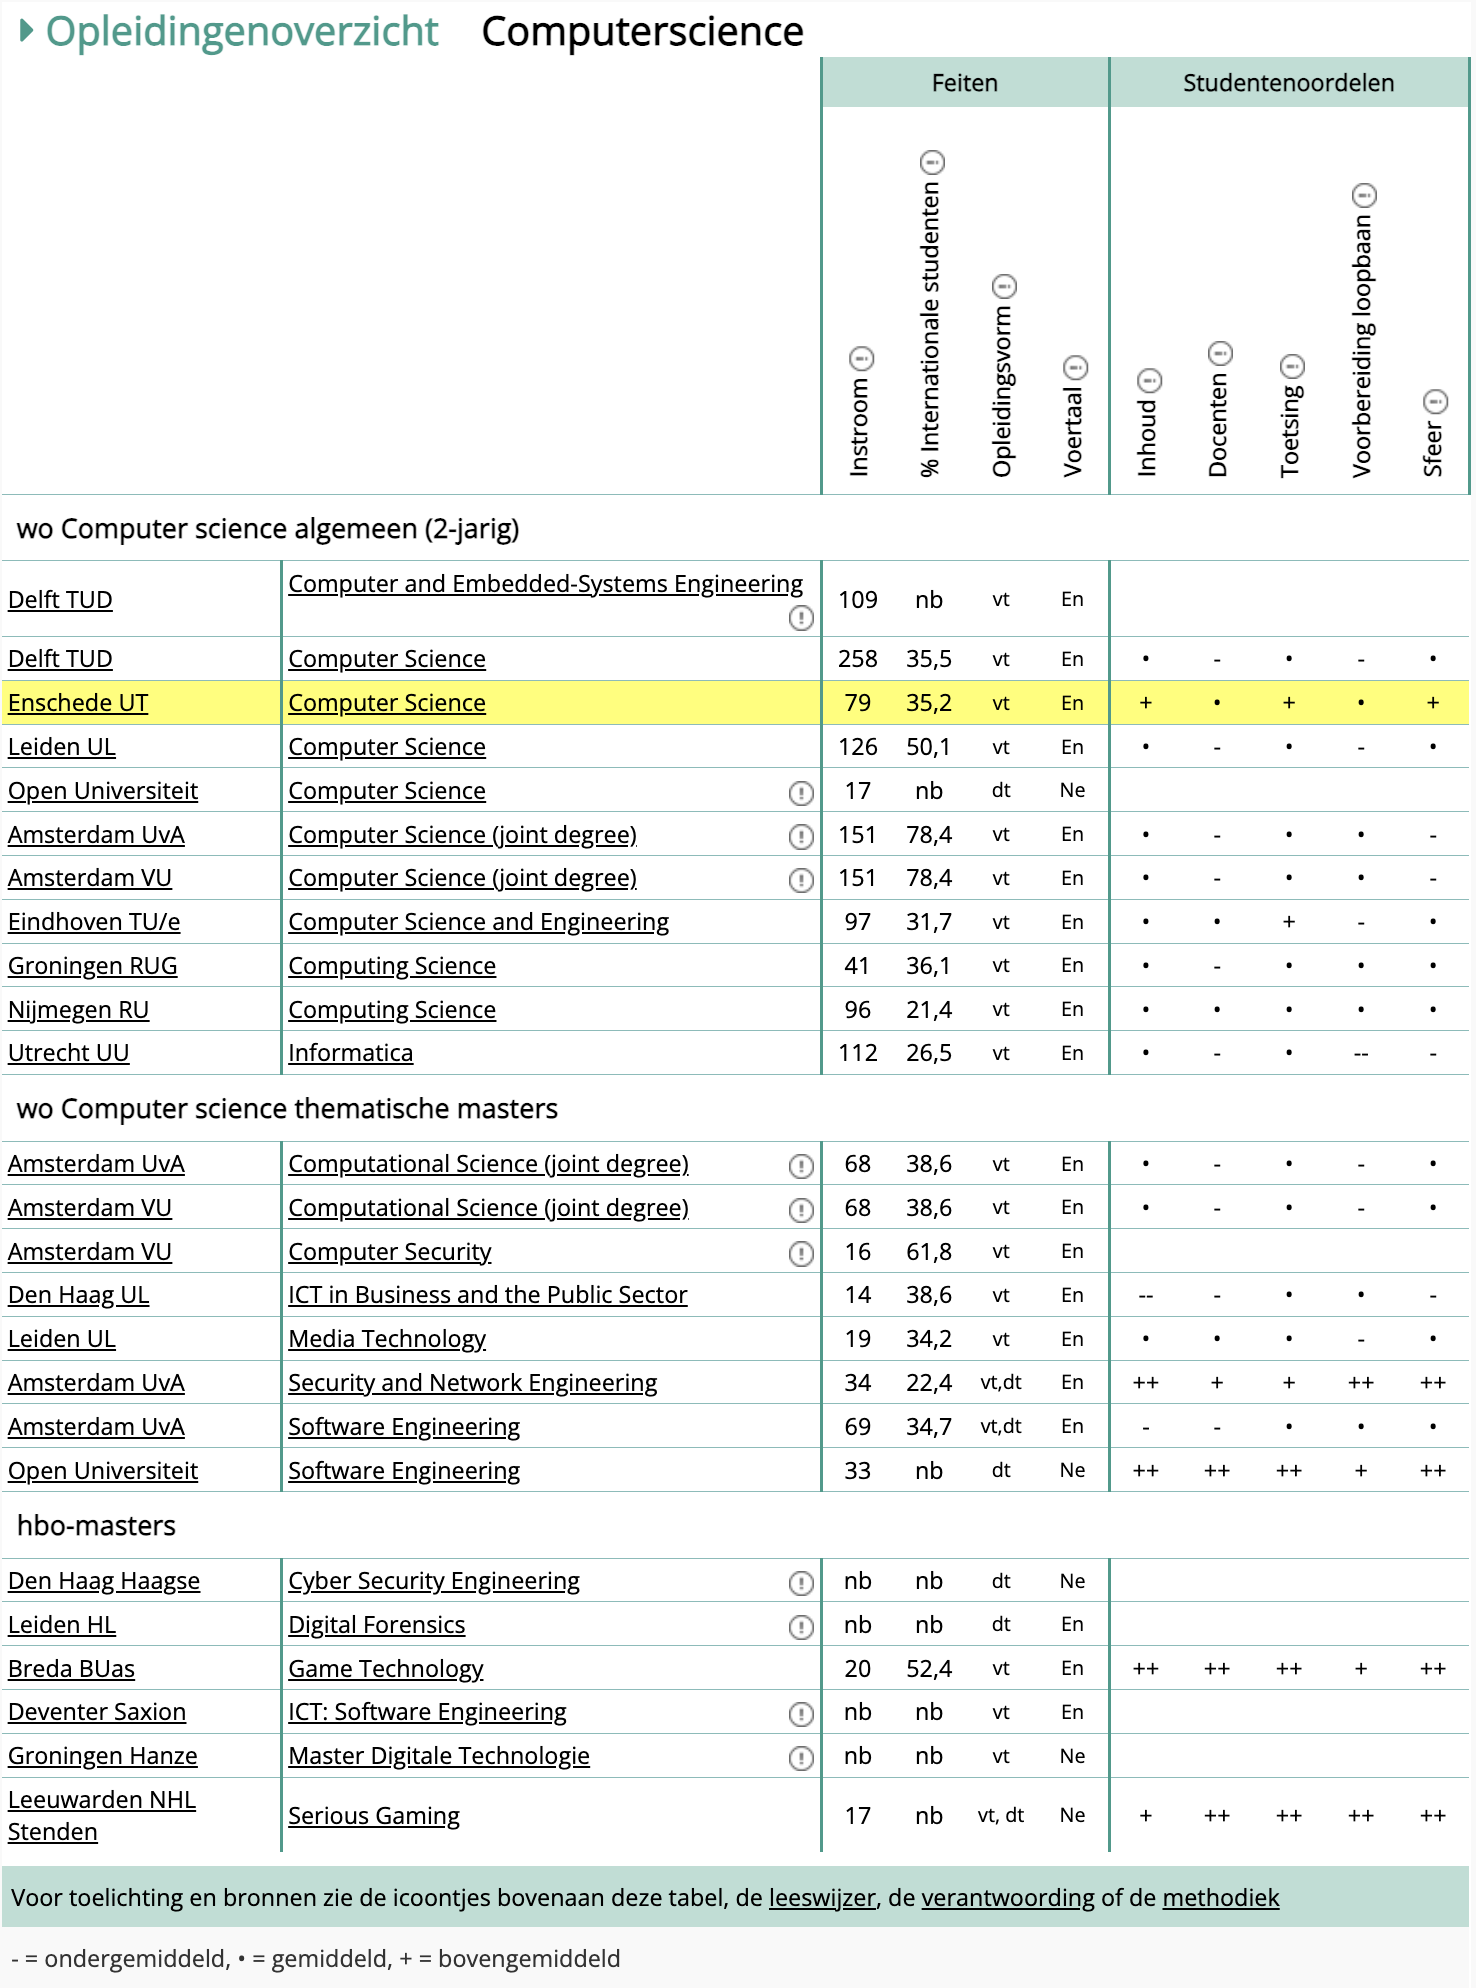 Opleidingenoverzicht Computerscience
Feiten Studentenoordelen
Instroom % Internationale studenten Opleidingsvorm Voertaal Inhoud Docenten Toetsing Voorbereiding loopbaan Sfeer
wo Computer science algemeen (2-jarig)
Delft TUD Computer and Embedded-Systems Engineering 109 nb vt En
Delft TUD Computer Science 258 35,5 vt En • - • - •
Enschede UT Computer Science 79 35,2 vt En + • + • +
Leiden UL Computer Science 126 50,1 vt En • - • - •
Open Universiteit Computer Science 17 nb dt Ne
Amsterdam UvA Computer Science (joint degree) 151 78,4 vt En • - • • -
Amsterdam VU Computer Science (joint degree) 151 78,4 vt En • - • • -
Eindhoven TU/e Computer Science and Engineering 97 31,7 vt En • • + - •
Groningen RUG Computing Science 41 36,1 vt En • - • • •
Nijmegen RU Computing Science 96 21,4 vt En • • • • •
Utrecht UU Informatica 112 26,5 vt En • - • -- -
wo Computer science thematische masters
Amsterdam UvA Computational Science (joint degree) 68 38,6 vt En • - • - •
Amsterdam VU Computational Science (joint degree) 68 38,6 vt En • - • - •
Amsterdam VU Computer Security 16 61,8 vt En
Den Haag UL ICT in Business and the Public Sector 14 38,6 vt En -- - • • -
Leiden UL Media Technology 19 34,2 vt En • • • - •
Amsterdam UvA Security and Network Engineering 34 22,4 vt,dt En ++ + + ++ ++
Amsterdam UvA Software Engineering 69 34,7 vt,dt En - - • • •
Open Universiteit Software Engineering 33 nb dt Ne ++ ++ ++ + ++
hbo-masters
Den Haag Haagse Cyber Security Engineering nb nb dt Ne
Leiden HL Digital Forensics nb nb dt En
Breda BUas Game Technology 20 52,4 vt En ++ ++ ++ + ++
Deventer Saxion ICT: Software Engineering nb nb vt En
Groningen Hanze Master Digitale Technologie nb nb vt Ne
Leeuwarden NHL
Stenden Serious Gaming 17 nb vt, dt Ne + ++ ++ ++ ++
Voor toelichting en bronnen zie de icoontjes bovenaan deze tabel, de leeswijzer, de verantwoording of de methodiek
- = ondergemiddeld, • = gemiddeld, + = bovengemiddeld